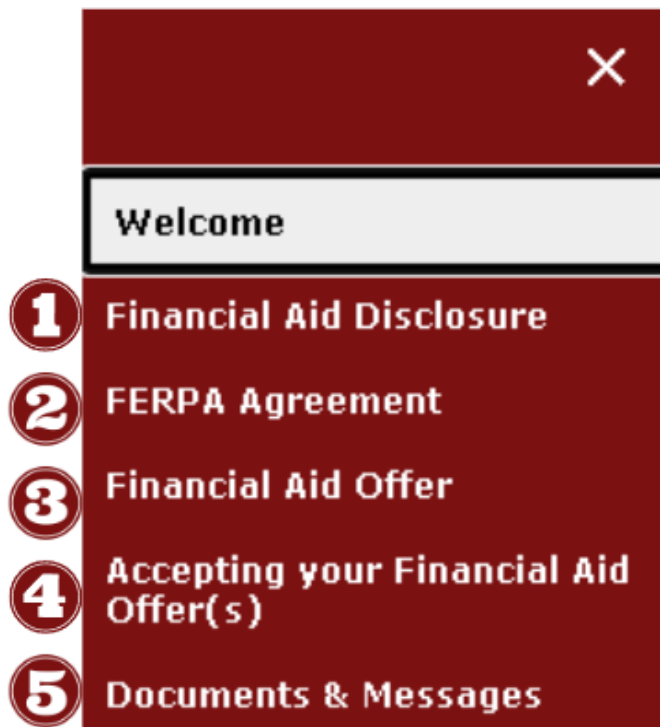 ×
Welcome
1 Financial Aid Disclosure
2 FERPA Agreement
3 Financial Aid Offer
4 Accepting your Financial Aid
Offer(s)
5 Documents & Messages